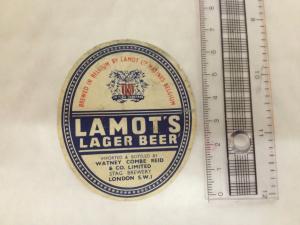 BREWED IN BELGIUM BY LAMOT LTD MALINES BELGIUM
LAMOT'S
LAGER BEER
IMPORTED & BOTTLED BY
WATNEY COMBE REID
& CO. LIMITED
STAG BREWERY
LONDON S.W.1